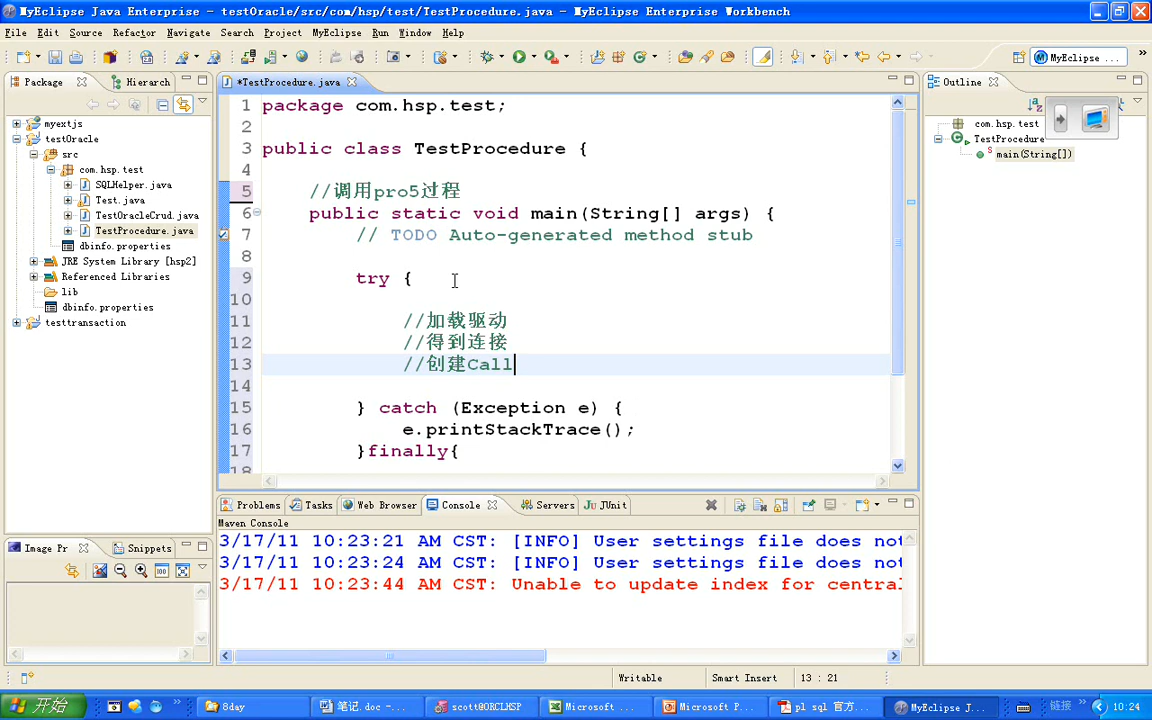 MyEclipse Java Enterprise - testOracle/src/com/hsp/test/TestProcedure.java - MyEclipse Enterprise Workbench
File Edit Source Refactor Navigate Search Project MyEclipse Run Window Help
MyEclipse ...
Package
Hierarch
*TestProcedure.java
Outline
myextjs
testOracle
src
com.hsp.test
SQLHelper.java
Test.java
TestOracleCrud.java
TestProcedure.java
dbinfo.properties
JRE System Library [hsp2]
Referenced Libraries
lib
dbinfo.properties
testtransaction
1 package com.hsp.test;
2
3 public class TestProcedure {
4
5 //调用pro5过程
6 public static void main(String[] args) {
7 // TODO Auto-generated method stub
8
9 try {
10
11 //加载驱动
12 //得到连接
13 //创建Call
14
15 } catch (Exception e) {
16 e.printStackTrace();
17 }finally{
18
com.hsp.test
TestProcedure
main(String[])
Problems Tasks Web Browser Console Servers JUnit
Maven Console
3/17/11 10:23:21 AM CST: [INFO] User settings file does not
3/17/11 10:23:24 AM CST: [INFO] User settings file does not
3/17/11 10:23:44 AM CST: Unable to update index for central
Image Pr
Snippets
Writable Smart Insert 13 : 21
开始
8day
笔记.doc - ...
scott@ORCLHSP
Microsoft ...
Microsoft P...
pl sql 官方...
MyEclipse J...
链接
10:24